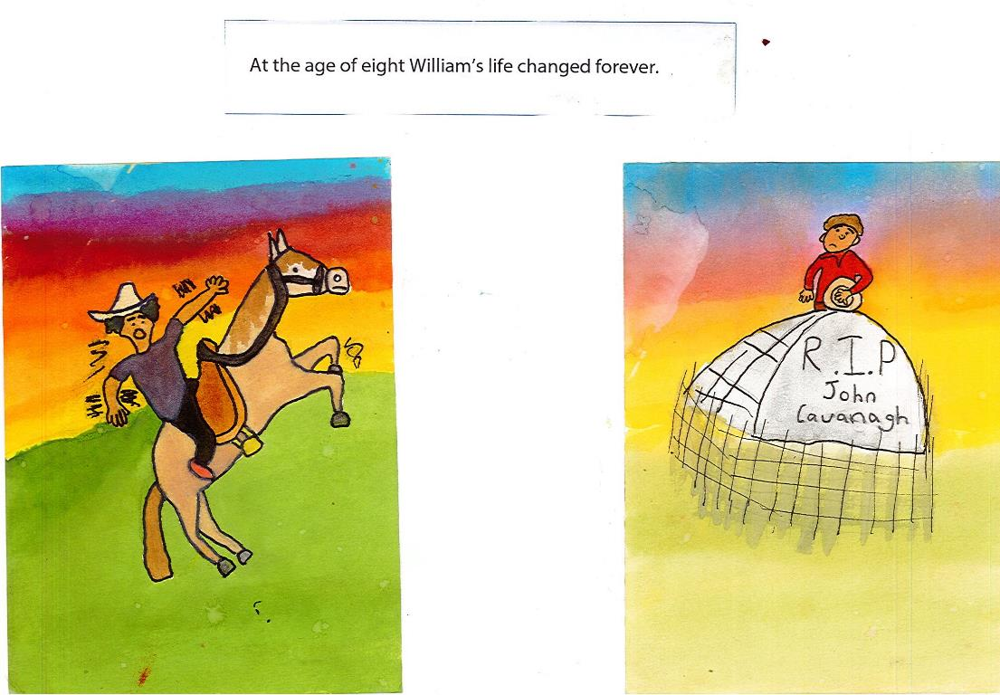 At the age of eight William's life changed forever.
R.I.P
John
Cavanagh